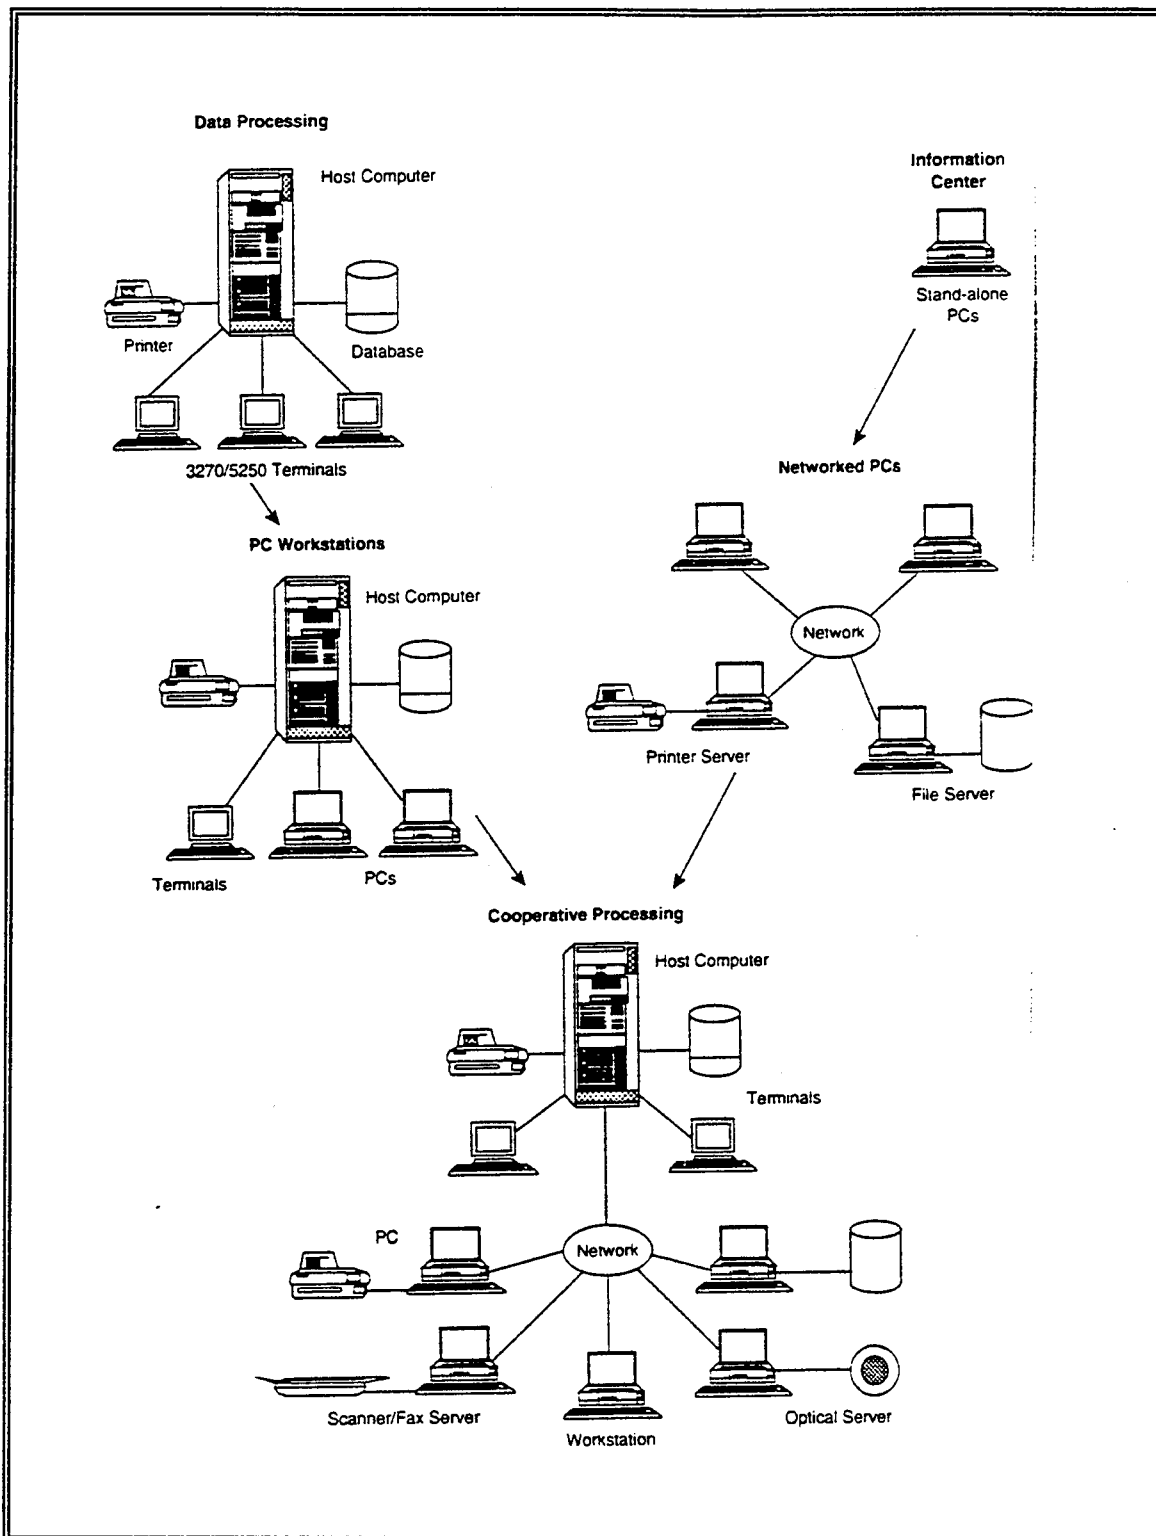 Data Processing
Host Computer
Printer
Database
3270/5250 Terminals
Information
Center
Stand-alone
PCs
Networked PCs
Network
Printer Server
File Server
PC Workstations
Host Computer
Terminals
PCs
Cooperative Processing
Host Computer
Terminals
PC
Network
Scanner/Fax Server
Workstation
Optical Server